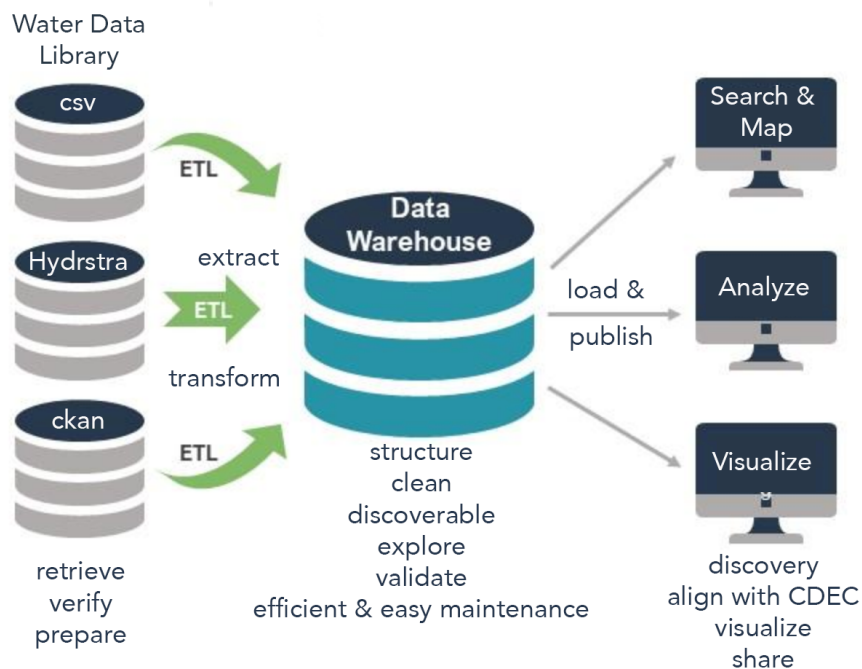 Water Data
Library
csv
ETL
Hydrstra
extract
ETL
transform
ckan
ETL
retrieve
verify
prepare
Data
Warehouse
structure
clean
discoverable
explore
validate
efficient & easy maintenance
load &
publish
Search &
Map
Analyze
Visualize
discovery
align with CDEC
visualize
share